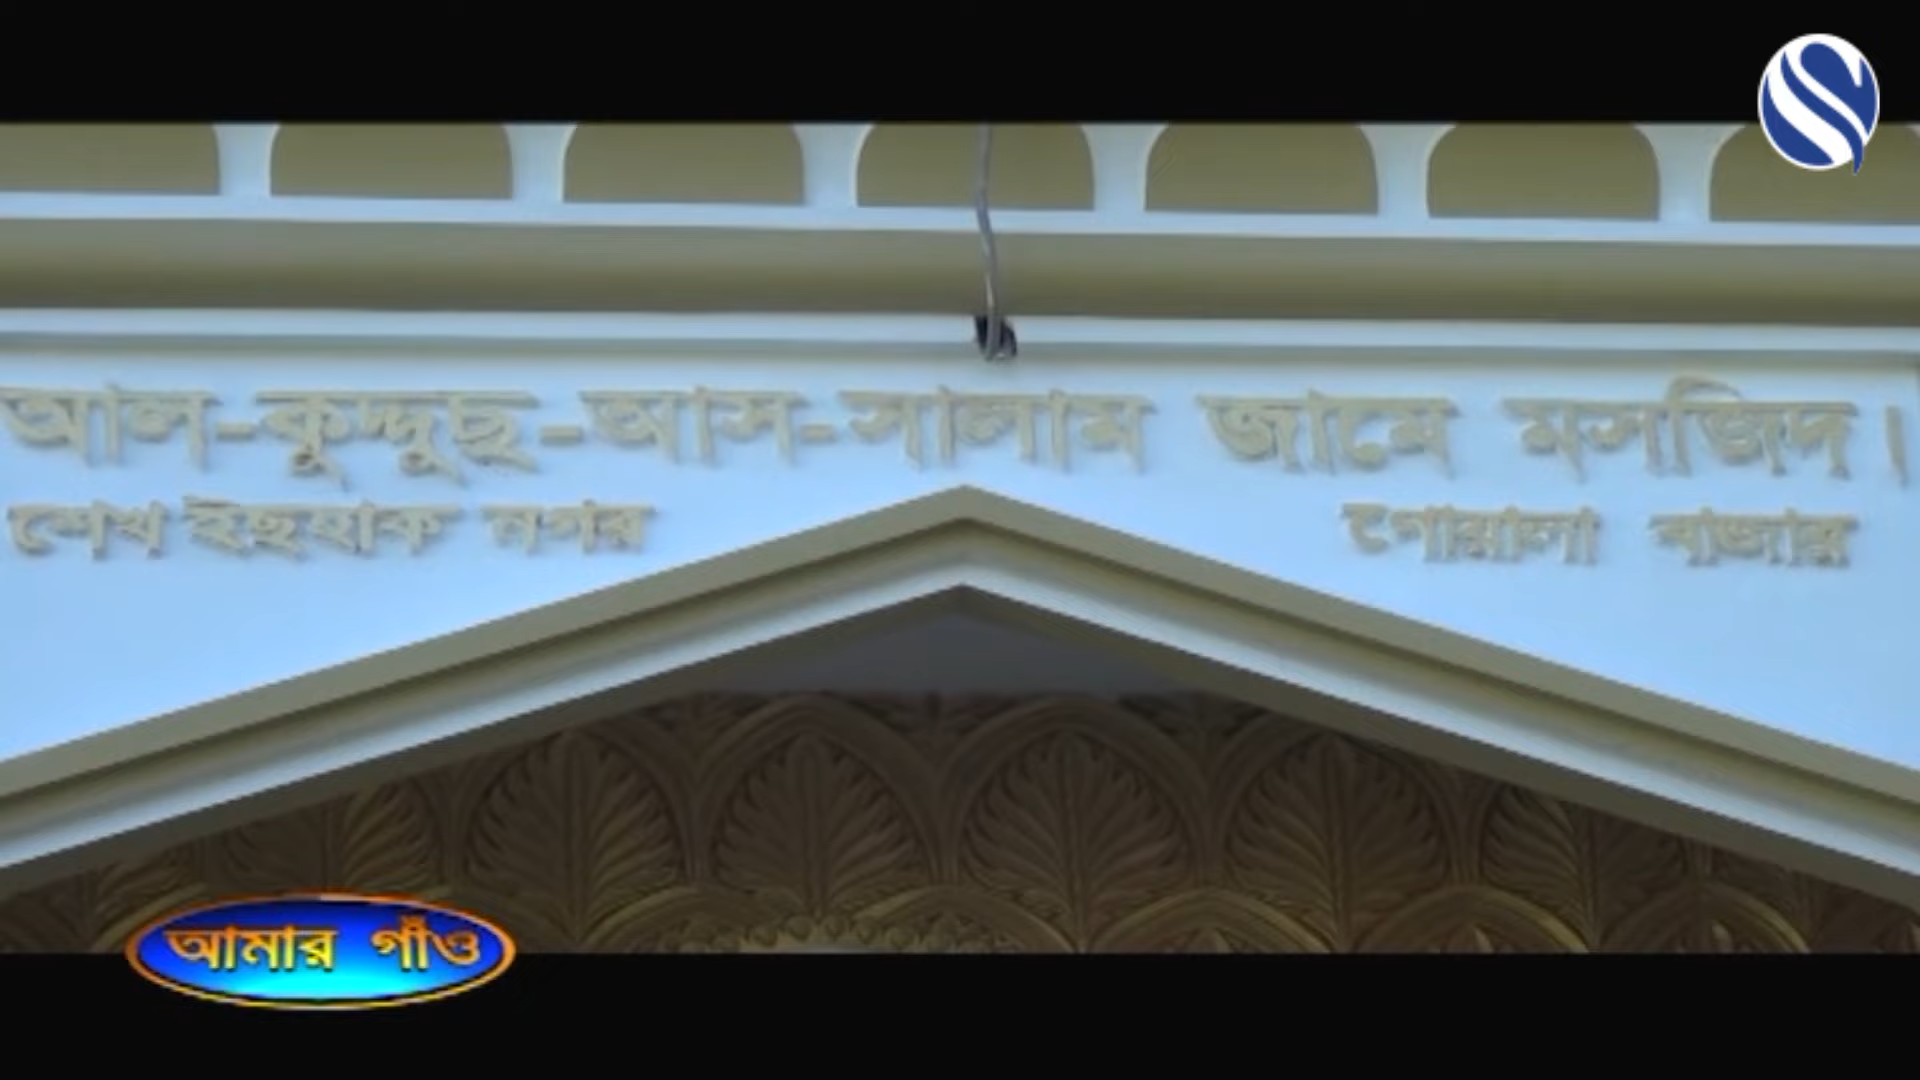 আল-কুদ্দুছ-আস-সালাম জামে মসজিদ।
শেখ ইছহাক নগর গোয়ালা বাজার
আমার গাঁও